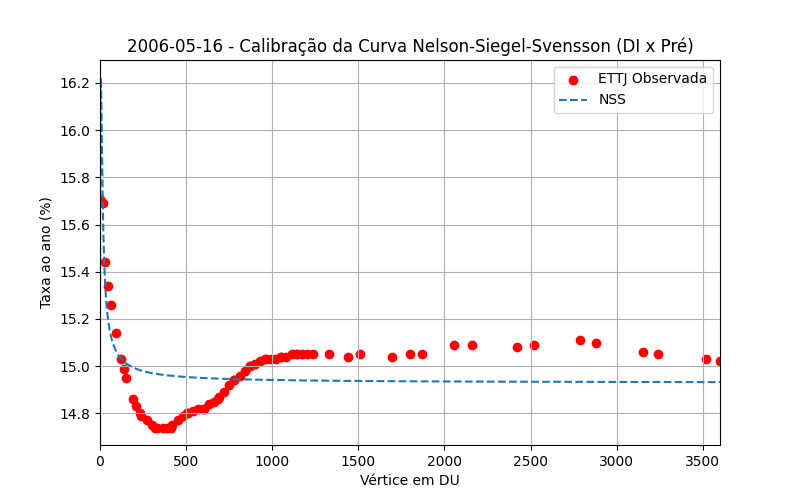 2006-05-16 - Calibração da Curva Nelson-Siegel-Svensson (DI x Pré)
ETTJ Observada
NSS
Taxa ao ano (%)
16.2
16.0
15.8
15.6
15.4
15.2
15.0
14.8
0 500 1000 1500 2000 2500 3000 3500
Vértice em DU